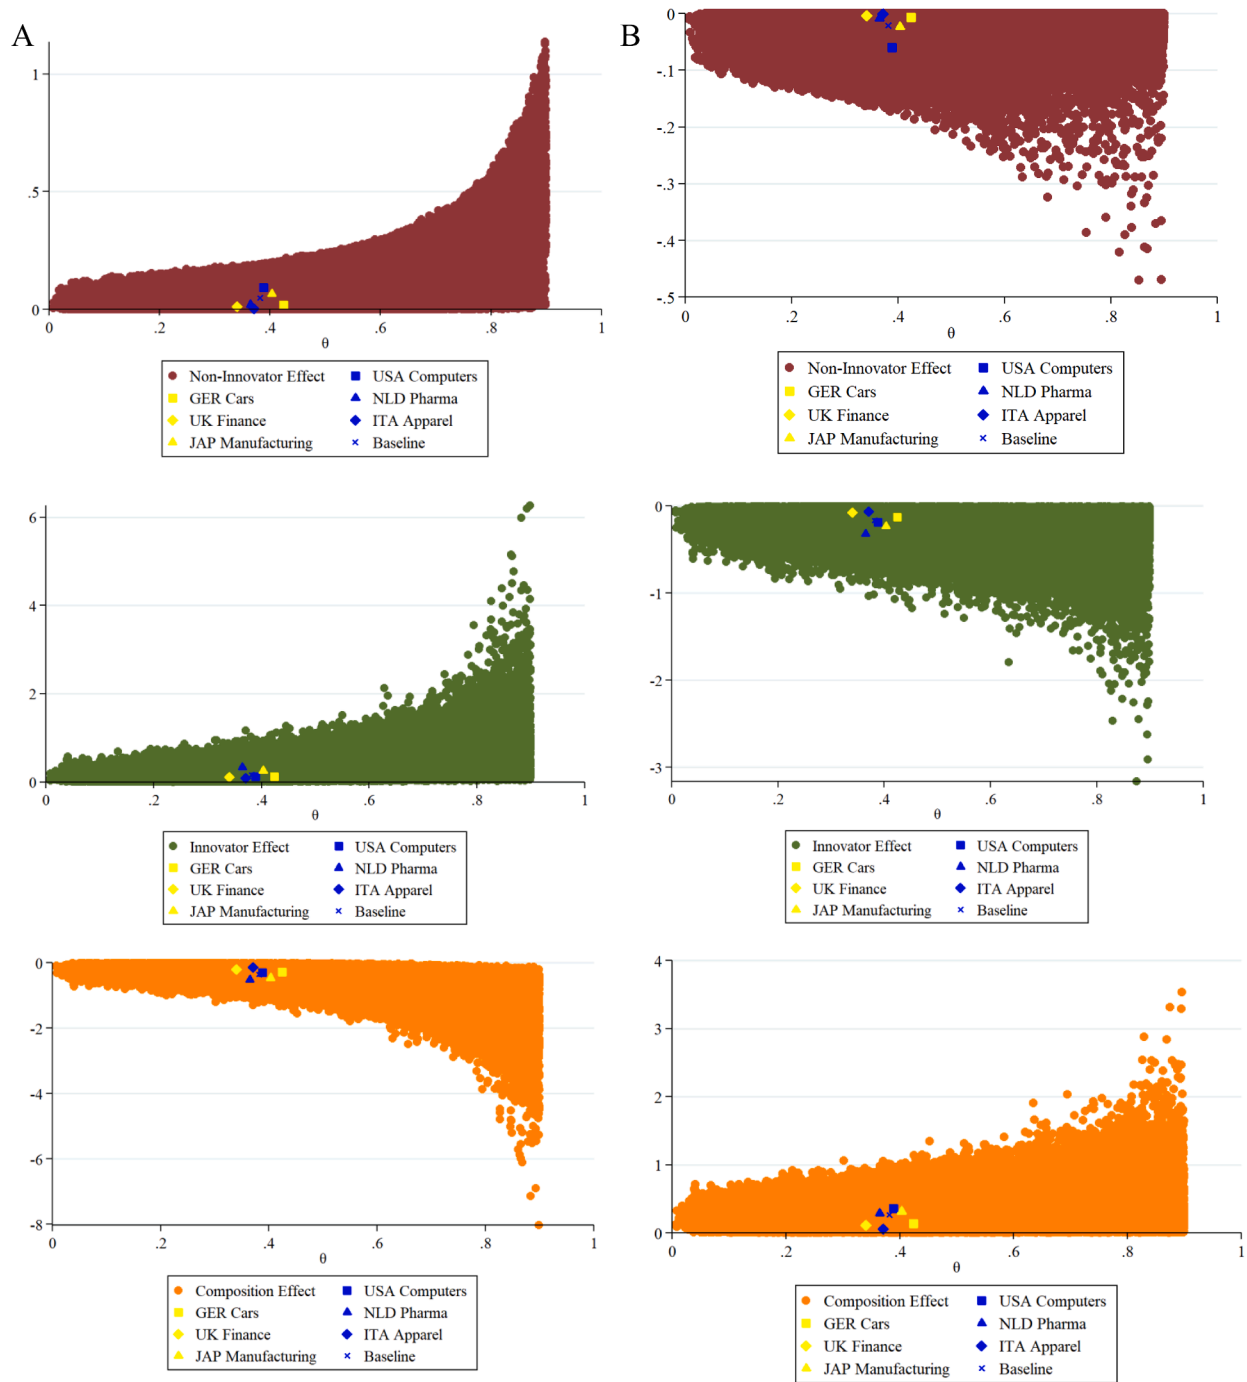 A
1
.5
0
0 .2 .4 .6 .8 1
θ
Non-Innovator Effect USA Computers
GER Cars NLD Pharma
UK Finance ITA Apparel
JAP Manufacturing Baseline
B
0
-.1
-.2
-.3
-.4
-.5
0 .2 .4 .6 .8 1
θ
Non-Innovator Effect USA Computers
GER Cars NLD Pharma
UK Finance ITA Apparel
JAP Manufacturing Baseline
6
4
2
0
0 .2 .4 .6 .8 1
θ
Innovator Effect USA Computers
GER Cars NLD Pharma
UK Finance ITA Apparel
JAP Manufacturing Baseline
0
-1
-2
-3
0 .2 .4 .6 .8 1
θ
Innovator Effect USA Computers
GER Cars NLD Pharma
UK Finance ITA Apparel
JAP Manufacturing Baseline
0
-2
-4
-6
-8
0 .2 .4 .6 .8 1
θ
Composition Effect USA Computers
GER Cars NLD Pharma
UK Finance ITA Apparel
JAP Manufacturing Baseline
4
3
2
1
0
0 .2 .4 .6 .8 1
θ
Composition Effect USA Computers
GER Cars NLD Pharma
UK Finance ITA Apparel
JAP Manufacturing Baseline